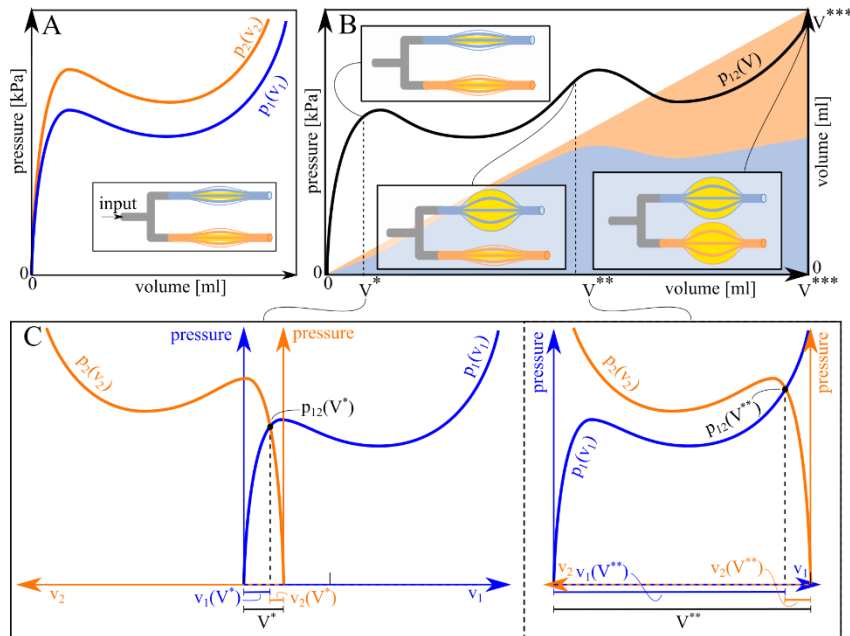 A
pressure [kPa]
p₂(v₂)
p₁(v₁)
input
0
0
volume [ml]
B
pressure [kPa]
p₁₂(V)
V***
volume [ml]
0
0
0
V*
V**
volume [ml]
V***
C
pressure
pressure
p₂(v₂)
p₁(v₁)
p₁₂(V*)
v₂
v₁
v₁(V*)
v₂(V*)
V*
pressure
pressure
p₂(v₂)
p₁₂(V**)
p₁(v₁)
v₂
v₁
v₁(V**)
v₂(V**)
V**